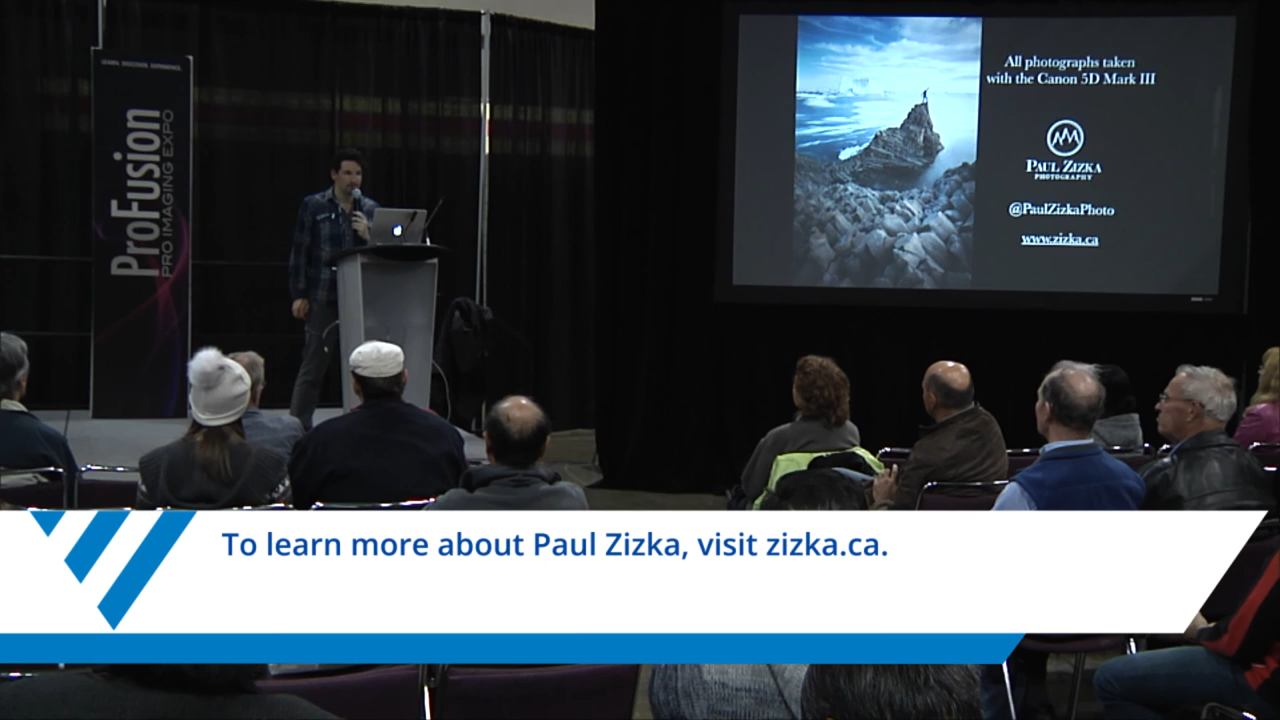 ProFusion
PRO IMAGING EXPO
All photographs taken
with the Canon 5D Mark III
PAUL ZIZKA
PHOTOGRAPHY
@PaulZizkaPhoto
www.zizka.ca
To learn more about Paul Zizka, visit zizka.ca.